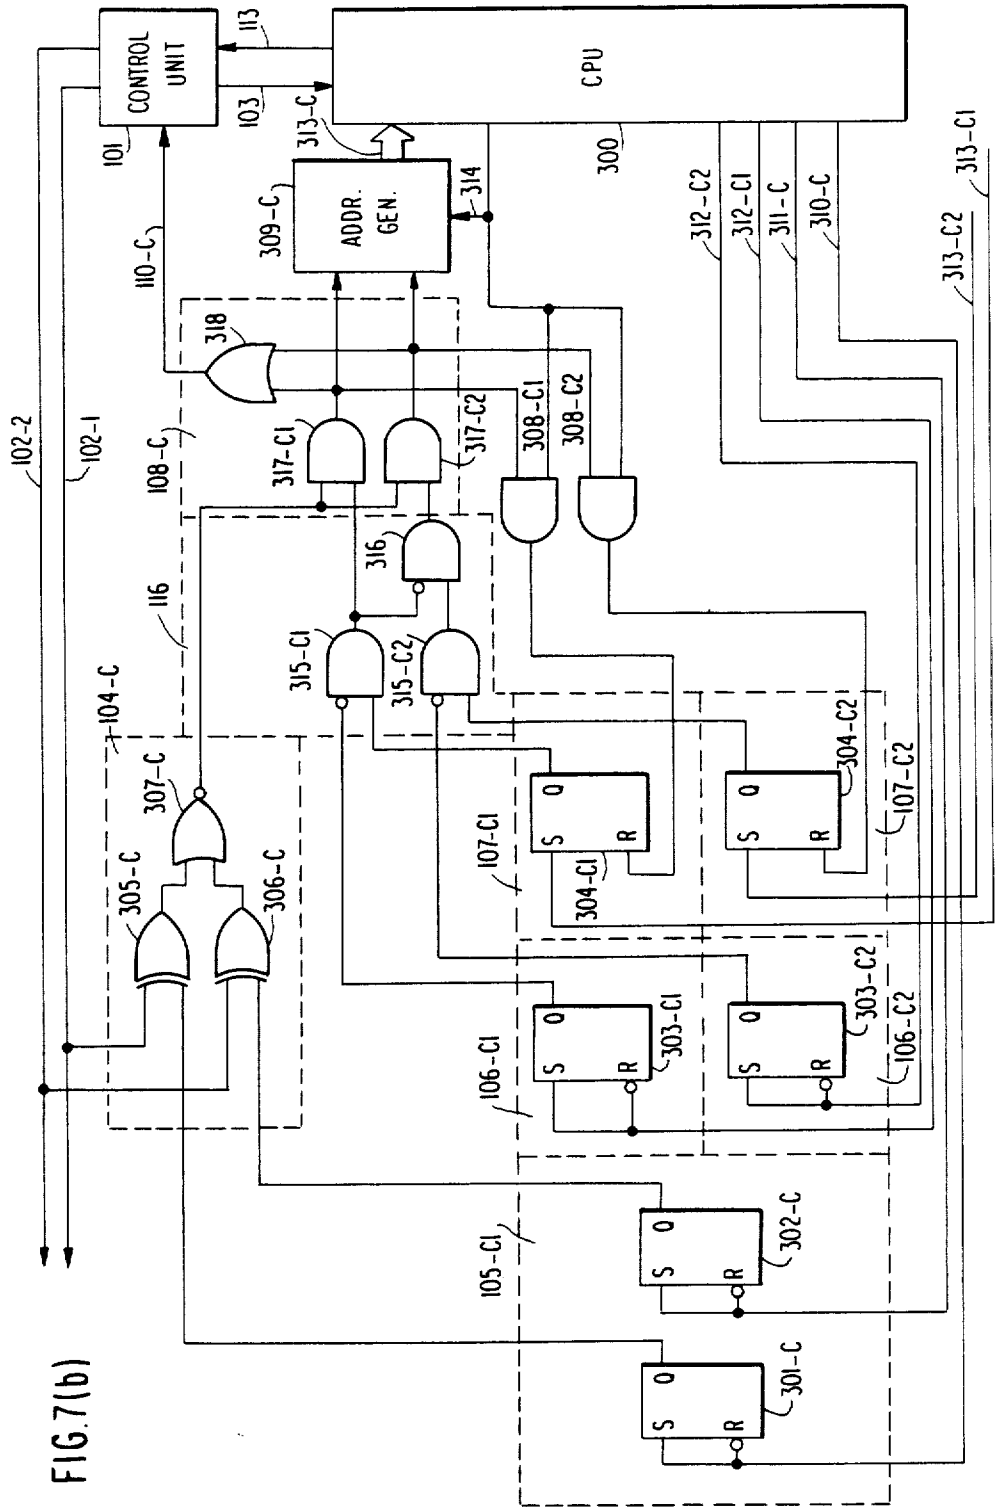 FIG.7(b)
102-2
102-1
101
CONTROL
UNIT
113
103
110-C
CPU
300
313-C
309-C
ADDR.
GEN.
314
318
108-C
317-C1
317-C2
308-C1
308-C2
312-C2
312-C1
311-C
310-C
313-C2
313-C1
116
316
315-C1
315-C2
104-C
307-C
305-C
306-C
107-C1
S
Q
R
304-C1
S
Q
R
304-C2
107-C2
106-C1
S
Q
R
303-C1
S
Q
R
303-C2
106-C2
105-C1
S
Q
R
302-C
S
Q
R
301-C